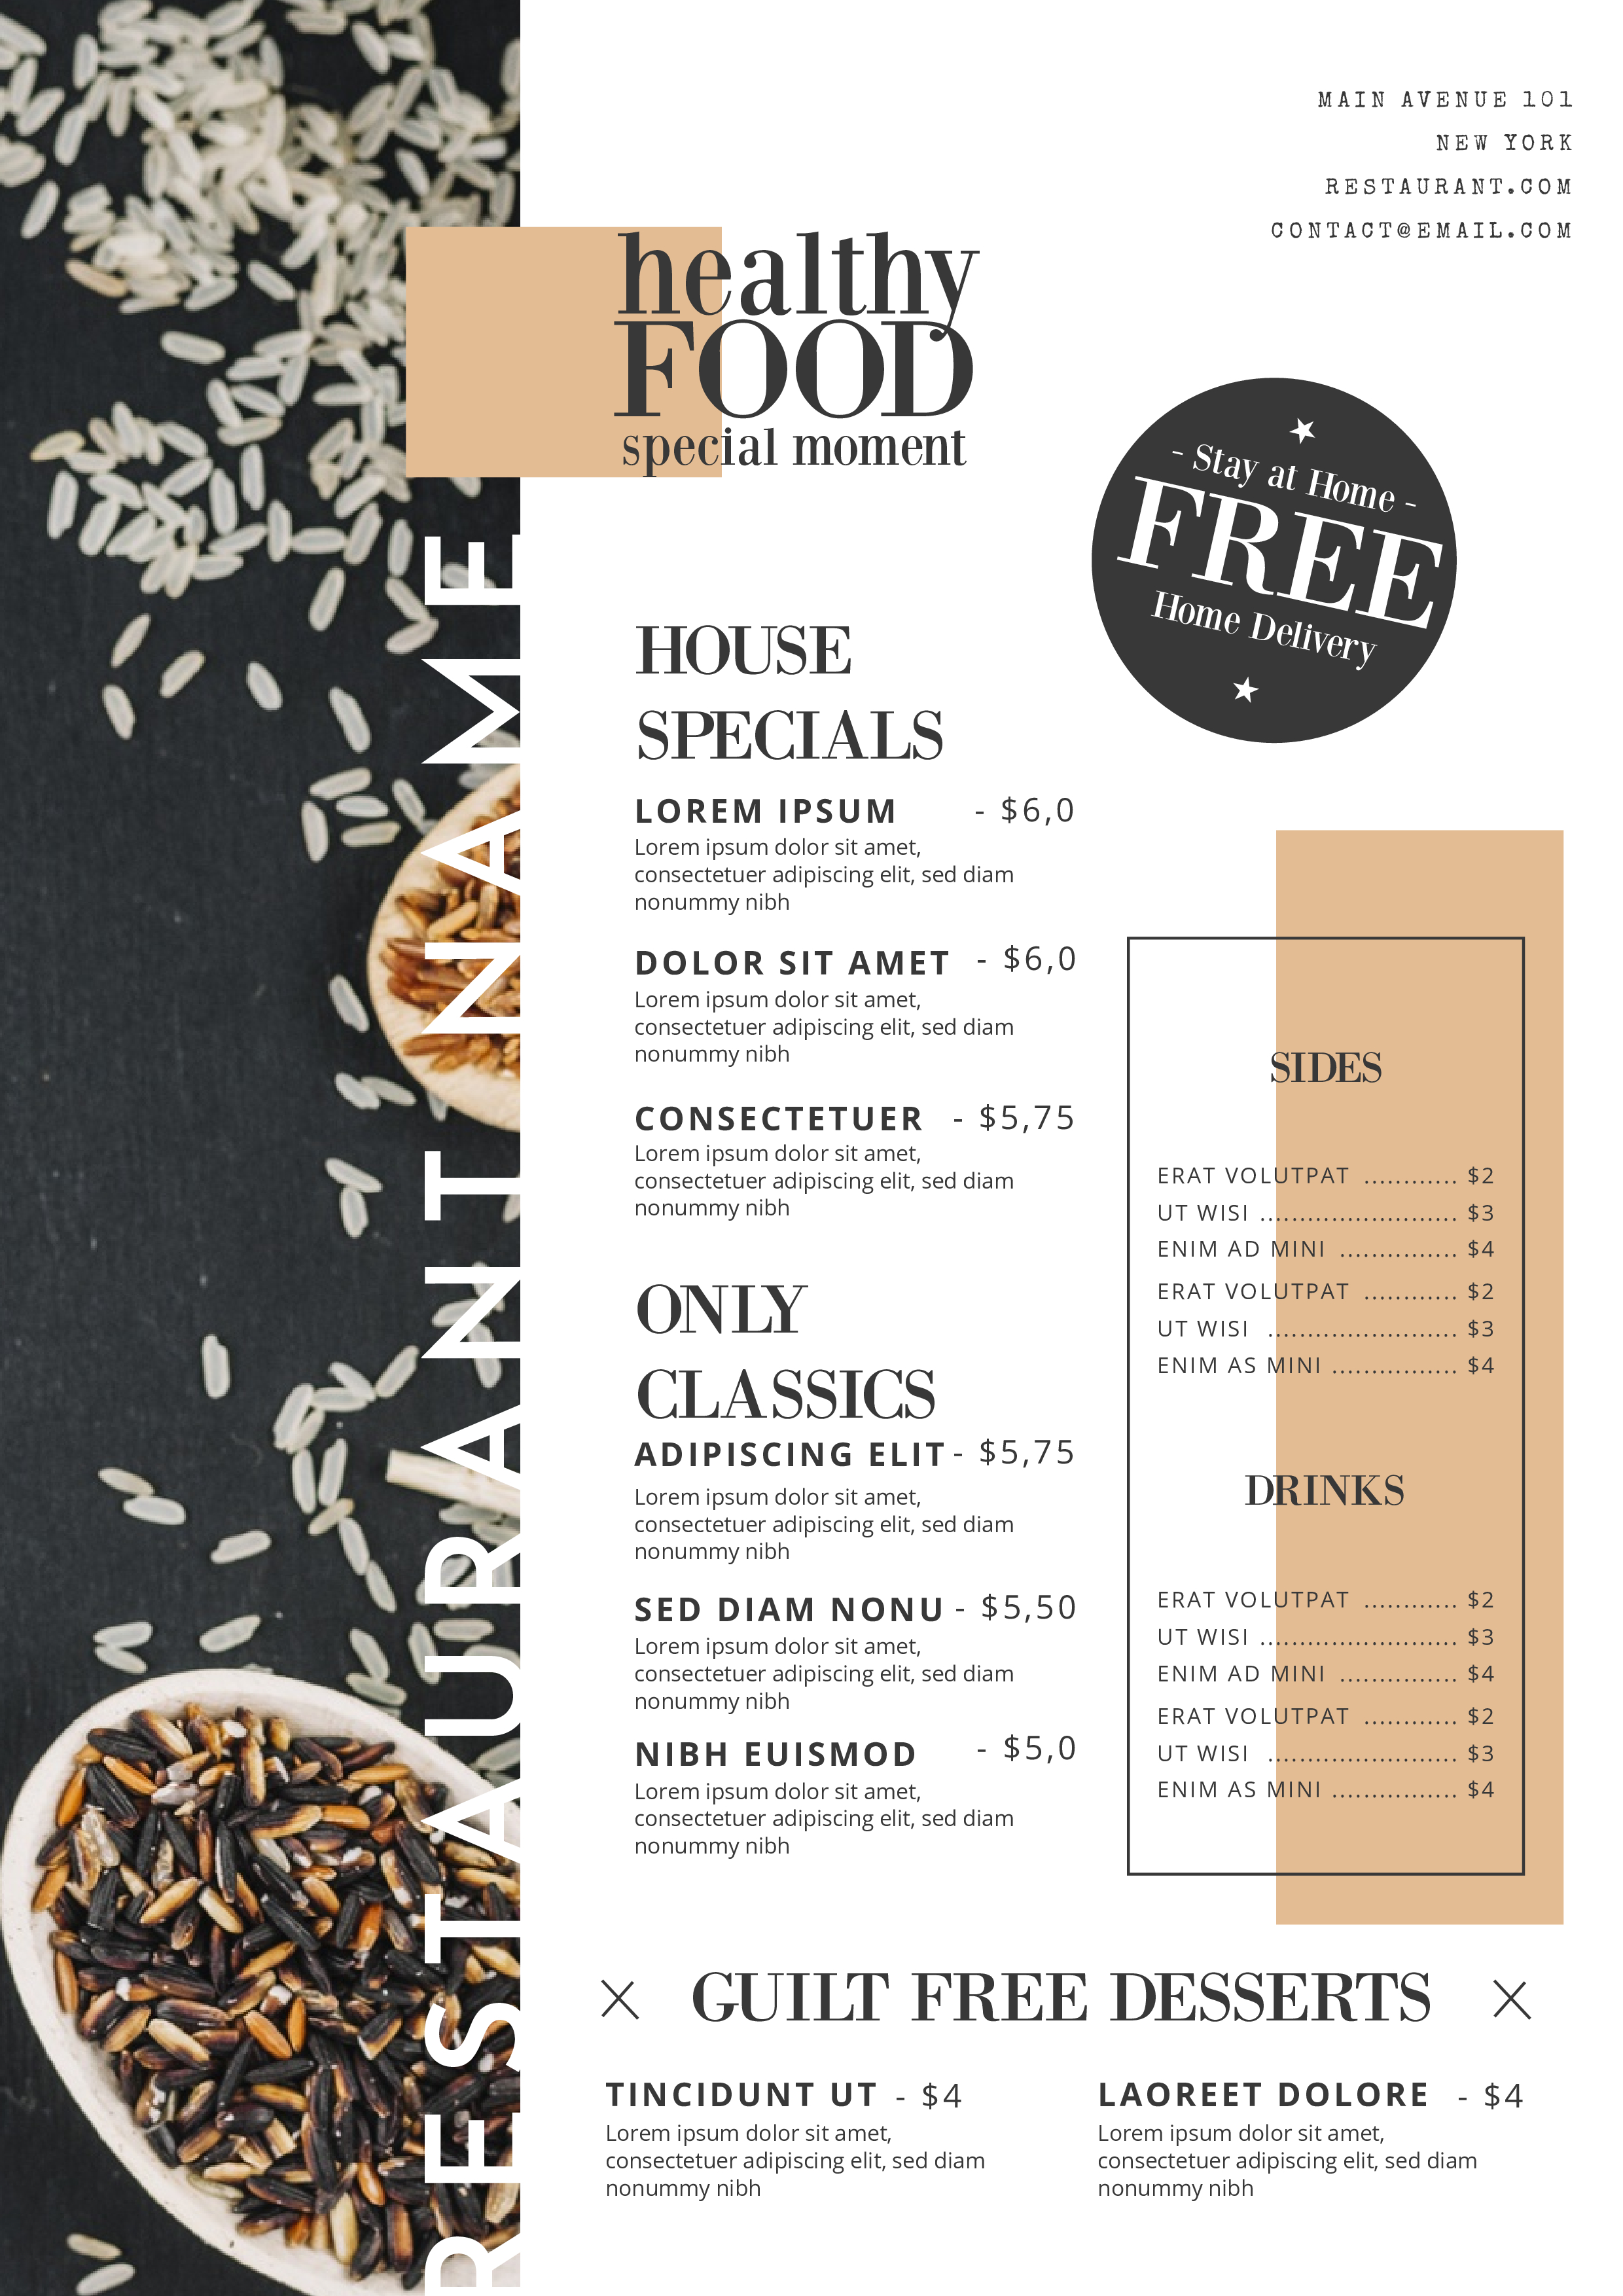 MAIN AVENUE 101
NEW YORK
RESTAURANT.COM
CONTACT@EMAIL.COM
healthy
FOOD
special moment
- Stay at Home -
FREE
Home Delivery
RESTAURANT NAME
HOUSE
SPECIALS
LOREM IPSUM - $6,0
Lorem ipsum dolor sit amet,
consectetuer adipiscing elit, sed diam
nonummy nibh
DOLOR SIT AMET - $6,0
Lorem ipsum dolor sit amet,
consectetuer adipiscing elit, sed diam
nonummy nibh
CONSECTETUER - $5,75
Lorem ipsum dolor sit amet,
consectetuer adipiscing elit, sed diam
nonummy nibh
ONLY
CLASSICS
ADIPISCING ELIT - $5,75
Lorem ipsum dolor sit amet,
consectetuer adipiscing elit, sed diam
nonummy nibh
SED DIAM NONU - $5,50
Lorem ipsum dolor sit amet,
consectetuer adipiscing elit, sed diam
nonummy nibh
NIBH EUISMOD - $5,0
Lorem ipsum dolor sit amet,
consectetuer adipiscing elit, sed diam
nonummy nibh
SIDES
ERAT VOLUTPAT ............ $2
UT WISI ......................... $3
ENIM AD MINI ............... $4
ERAT VOLUTPAT ............ $2
UT WISI ........................ $3
ENIM AS MINI ................ $4
DRINKS
ERAT VOLUTPAT ............ $2
UT WISI ......................... $3
ENIM AD MINI ............... $4
ERAT VOLUTPAT ............ $2
UT WISI ........................ $3
ENIM AS MINI ................ $4
GUILT FREE DESSERTS
TINCIDUNT UT - $4
Lorem ipsum dolor sit amet,
consectetuer adipiscing elit, sed diam
nonummy nibh
LAOREET DOLORE - $4
Lorem ipsum dolor sit amet,
consectetuer adipiscing elit, sed diam
nonummy nibh